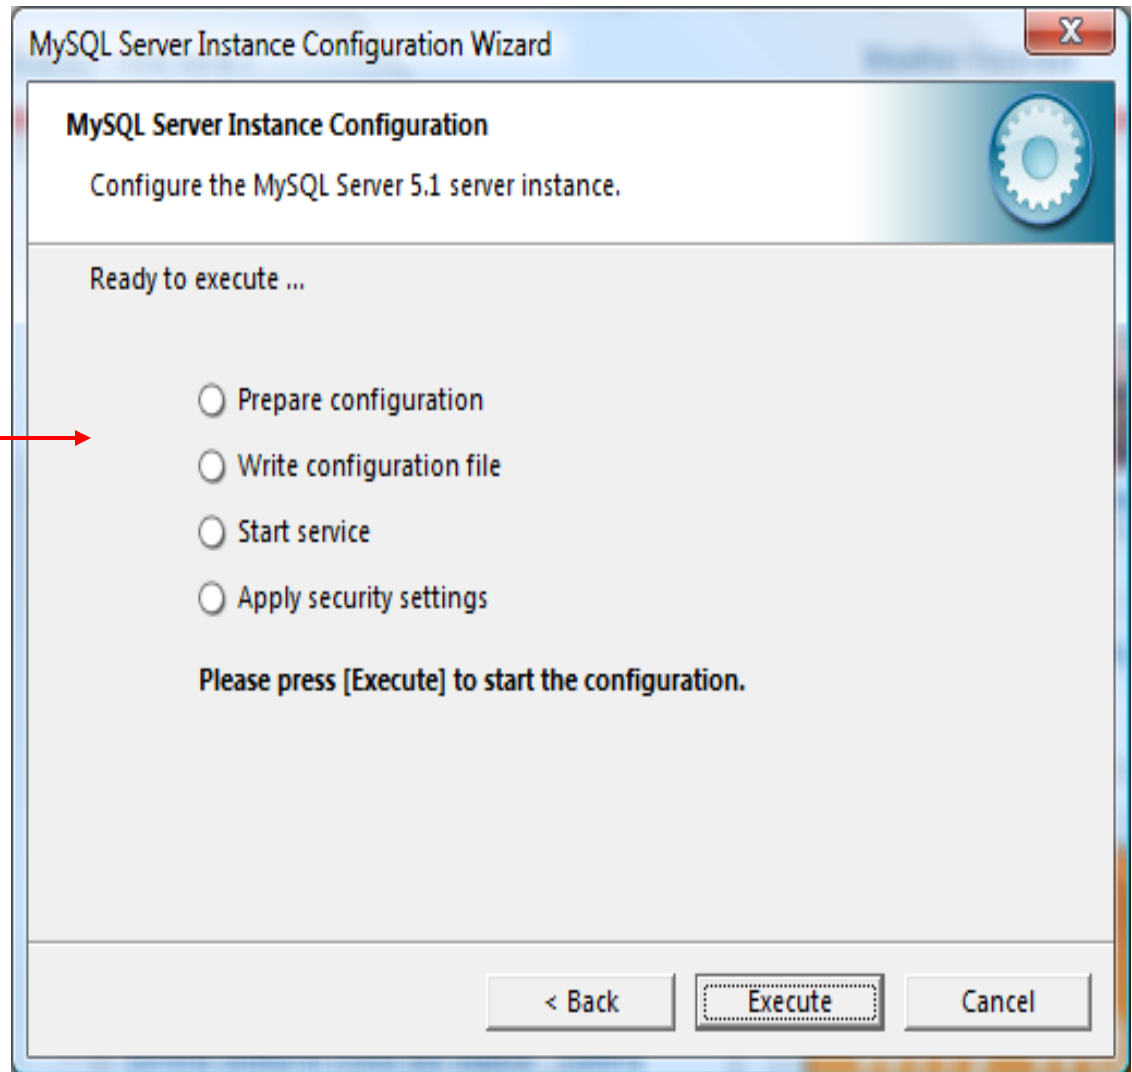 MySQL Server Instance Configuration Wizard
X
MySQL Server Instance Configuration
Configure the MySQL Server 5.1 server instance.
Ready to execute ...
Prepare configuration
Write configuration file
Start service
Apply security settings
Please press [Execute] to start the configuration.
< Back Execute Cancel